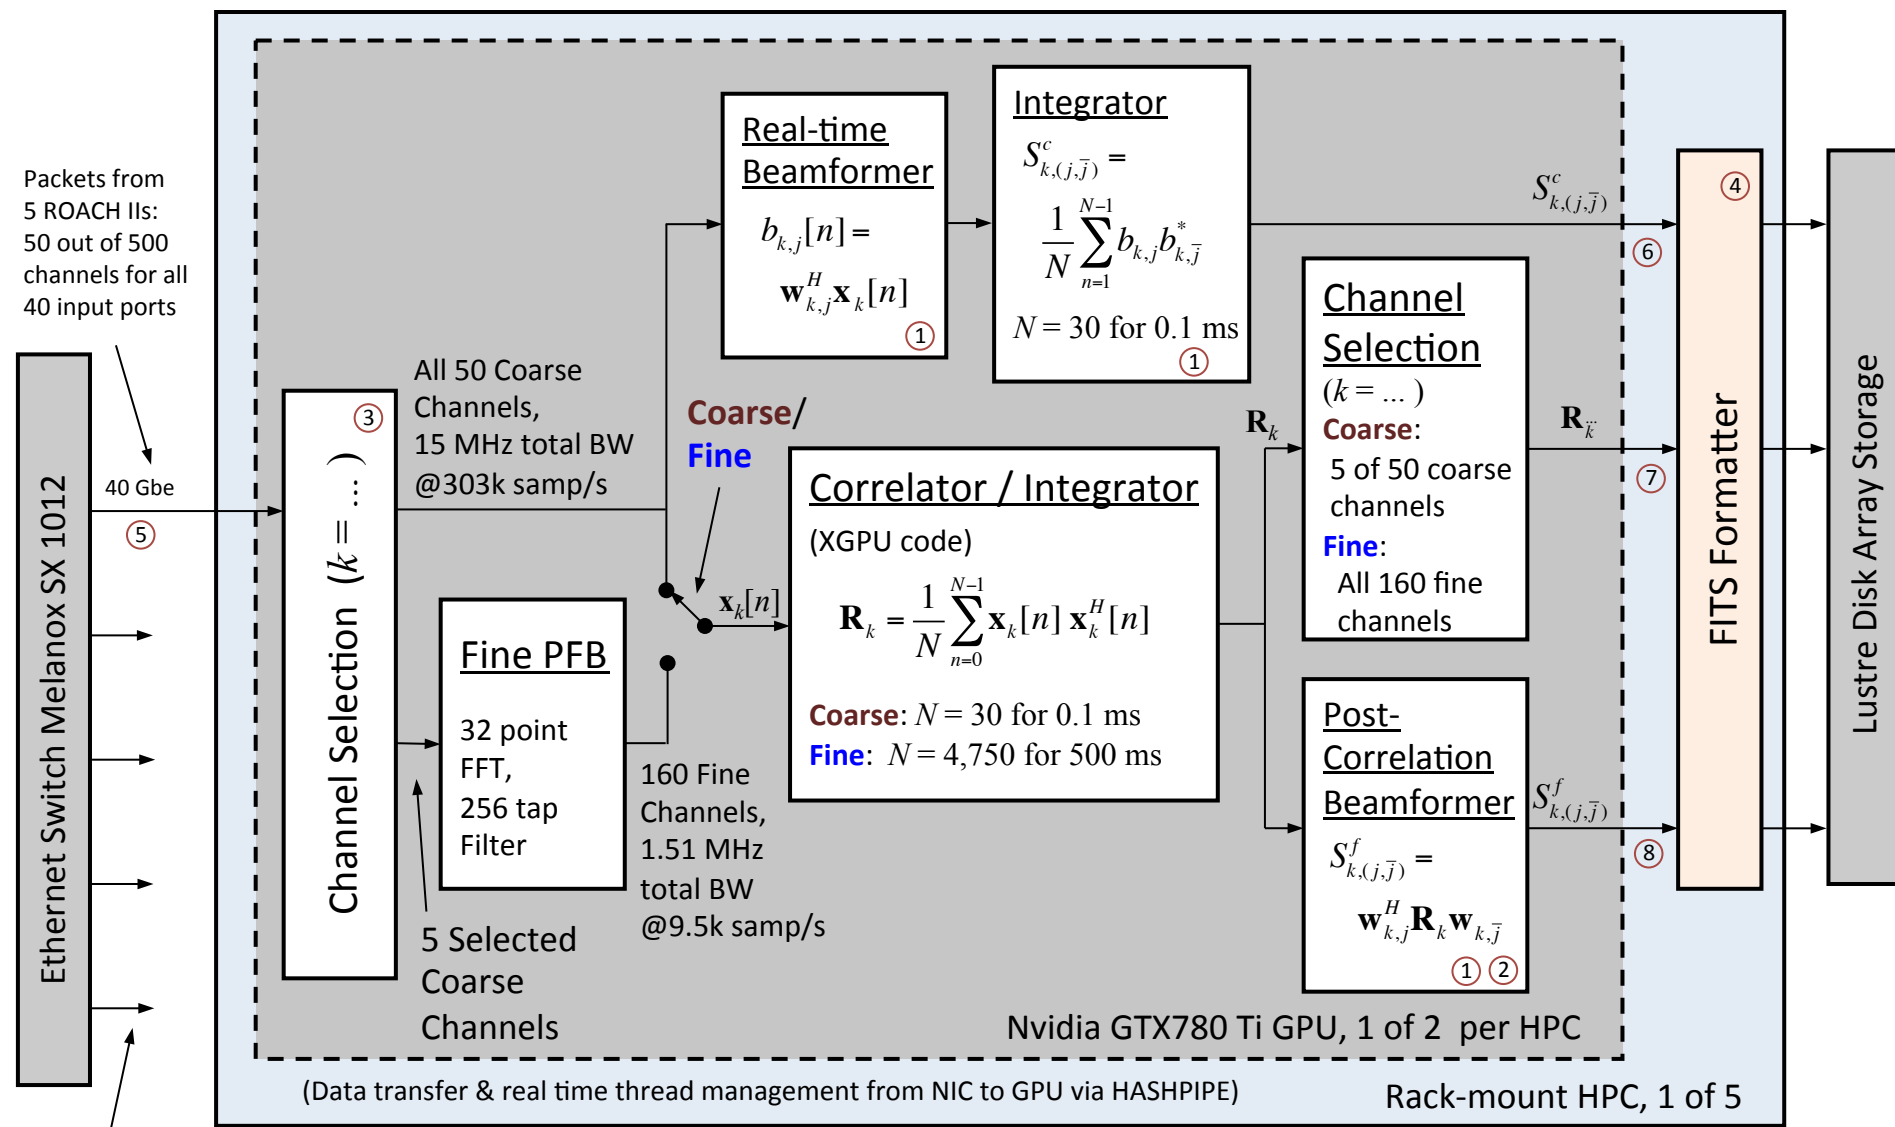 Packets from
5 ROACH IIs:
50 out of 500
channels for all
40 input ports
Ethernet Switch Melanox SX 1012
40 Gbe
⑤
Channel Selection (k = ... )
③
All 50 Coarse
Channels,
15 MHz total BW
@303k samp/s
5 Selected
Coarse
Channels
Fine PFB
32 point
FFT,
256 tap
Filter
160 Fine
Channels,
1.51 MHz
total BW
@9.5k samp/s
Coarse/
Fine
x_k[n]
Real-time
Beamformer
b_{k,j}[n] =
w^H_{k,j} x_k[n]
①
Integrator
S^c_{k,(j,j̅)} =
1/N ∑_{n=1}^{N−1} b_{k,j} b^*_{k,j̅}
N = 30 for 0.1 ms
①
Correlator / Integrator
(XGPU code)
R_k = 1/N ∑_{n=0}^{N−1} x_k[n] x^H_k[n]
Coarse: N = 30 for 0.1 ms
Fine: N = 4,750 for 500 ms
R_k
Channel
Selection
(k = ... )
Coarse:
5 of 50 coarse
channels
Fine:
All 160 fine
channels
Post-
Correlation
Beamformer
S^f_{k,(j,j̅)} =
w^H_{k,j} R_k w_{k,j̅}
① ②
S^c_{k,(j,j̅)}
⑥
R_k⃛
⑦
S^f_{k,(j,j̅)}
⑧
④
FITS Formatter
Lustre Disk Array Storage
Nvidia GTX780 Ti GPU, 1 of 2 per HPC
(Data transfer & real time thread management from NIC to GPU via HASHPIPE)
Rack-mount HPC, 1 of 5